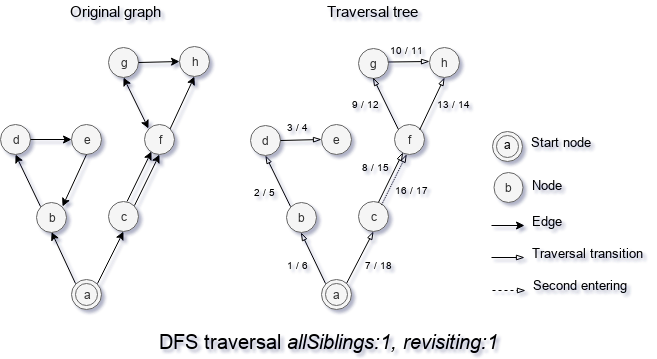 Original graph
Traversal tree
g
h
d
e
f
b
c
a
10 / 11
g
h
9 / 12
13 / 14
3 / 4
d
e
f
8 / 15
2 / 5
16 / 17
b
c
1 / 6
7 / 18
a
a
Start node
b
Node
Edge
Traversal transition
Second entering
DFS traversal allSiblings:1, revisiting:1